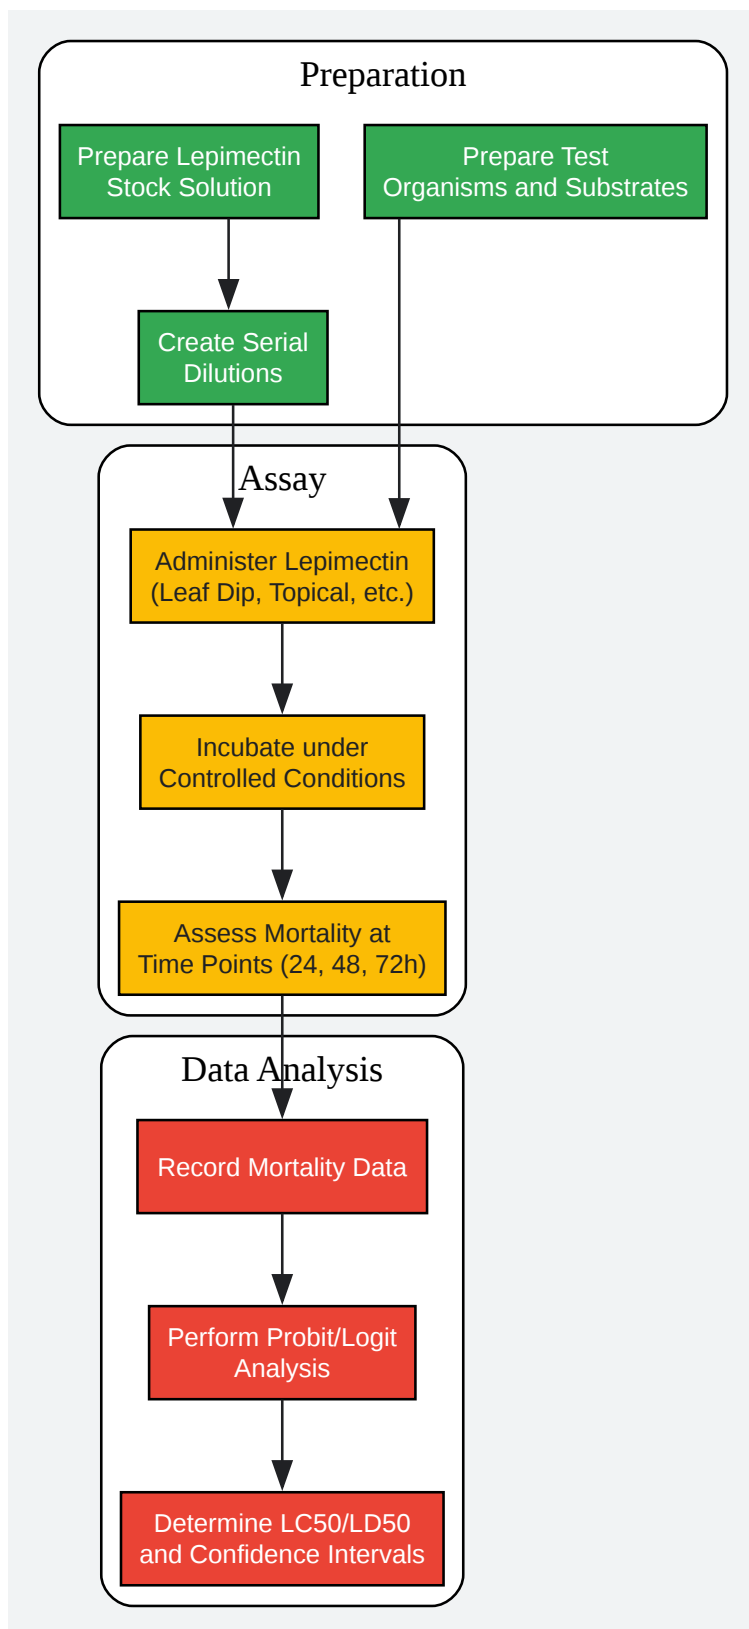 Preparation
Prepare Lepimectin
Stock Solution
Prepare Test
Organisms and Substrates
Create Serial
Dilutions
Assay
Administer Lepimectin
(Leaf Dip, Topical, etc.)
Incubate under
Controlled Conditions
Assess Mortality at
Time Points (24, 48, 72h)
Data Analysis
Record Mortality Data
Perform Probit/Logit
Analysis
Determine LC50/LD50
and Confidence Intervals